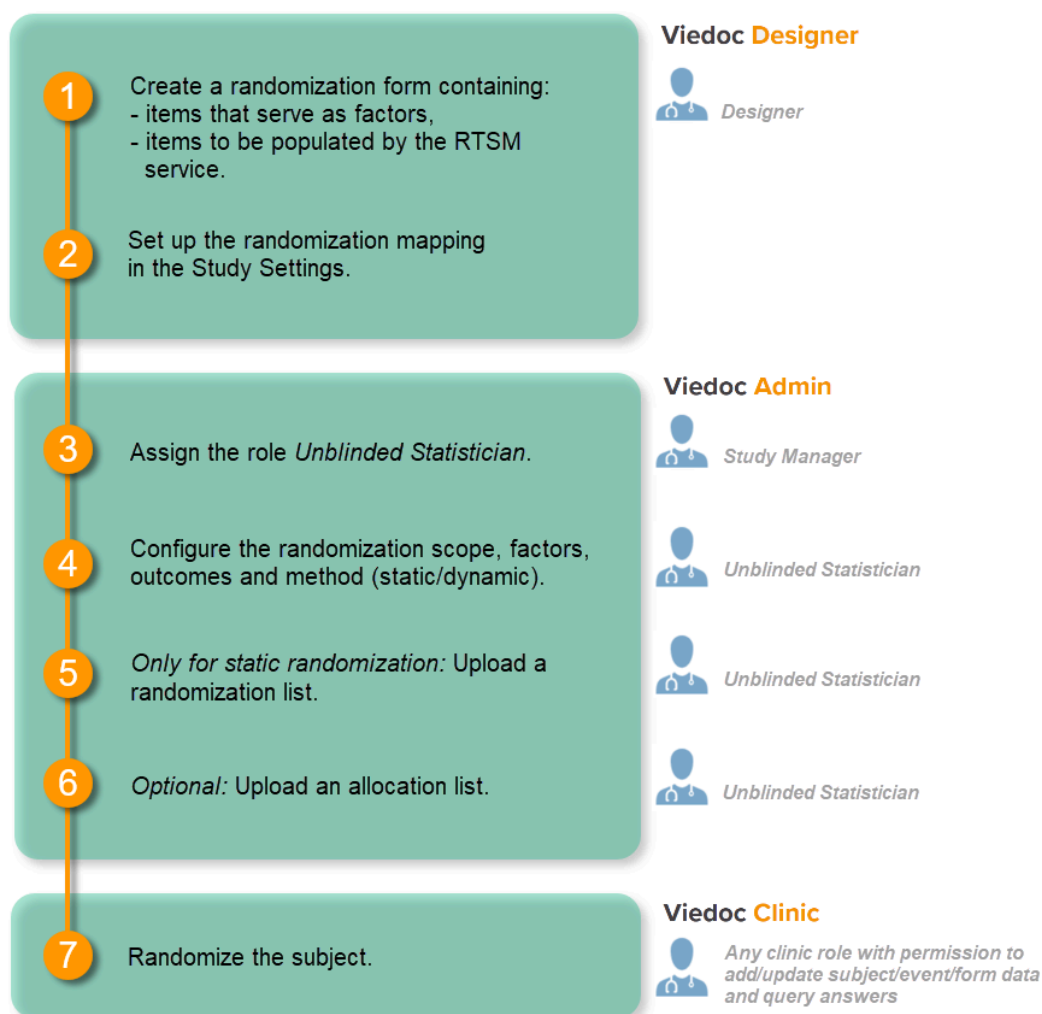 Viedoc Designer
1
Create a randomization form containing:
- items that serve as factors,
- items to be populated by the RTSM
service.
Designer
2
Set up the randomization mapping
in the Study Settings.
Viedoc Admin
3
Assign the role Unblinded Statistician.
Study Manager
4
Configure the randomization scope, factors,
outcomes and method (static/dynamic).
Unblinded Statistician
5
Only for static randomization: Upload a
randomization list.
Unblinded Statistician
6
Optional: Upload an allocation list.
Unblinded Statistician
Viedoc Clinic
7
Randomize the subject.
Any clinic role with permission to
add/update subject/event/form data
and query answers